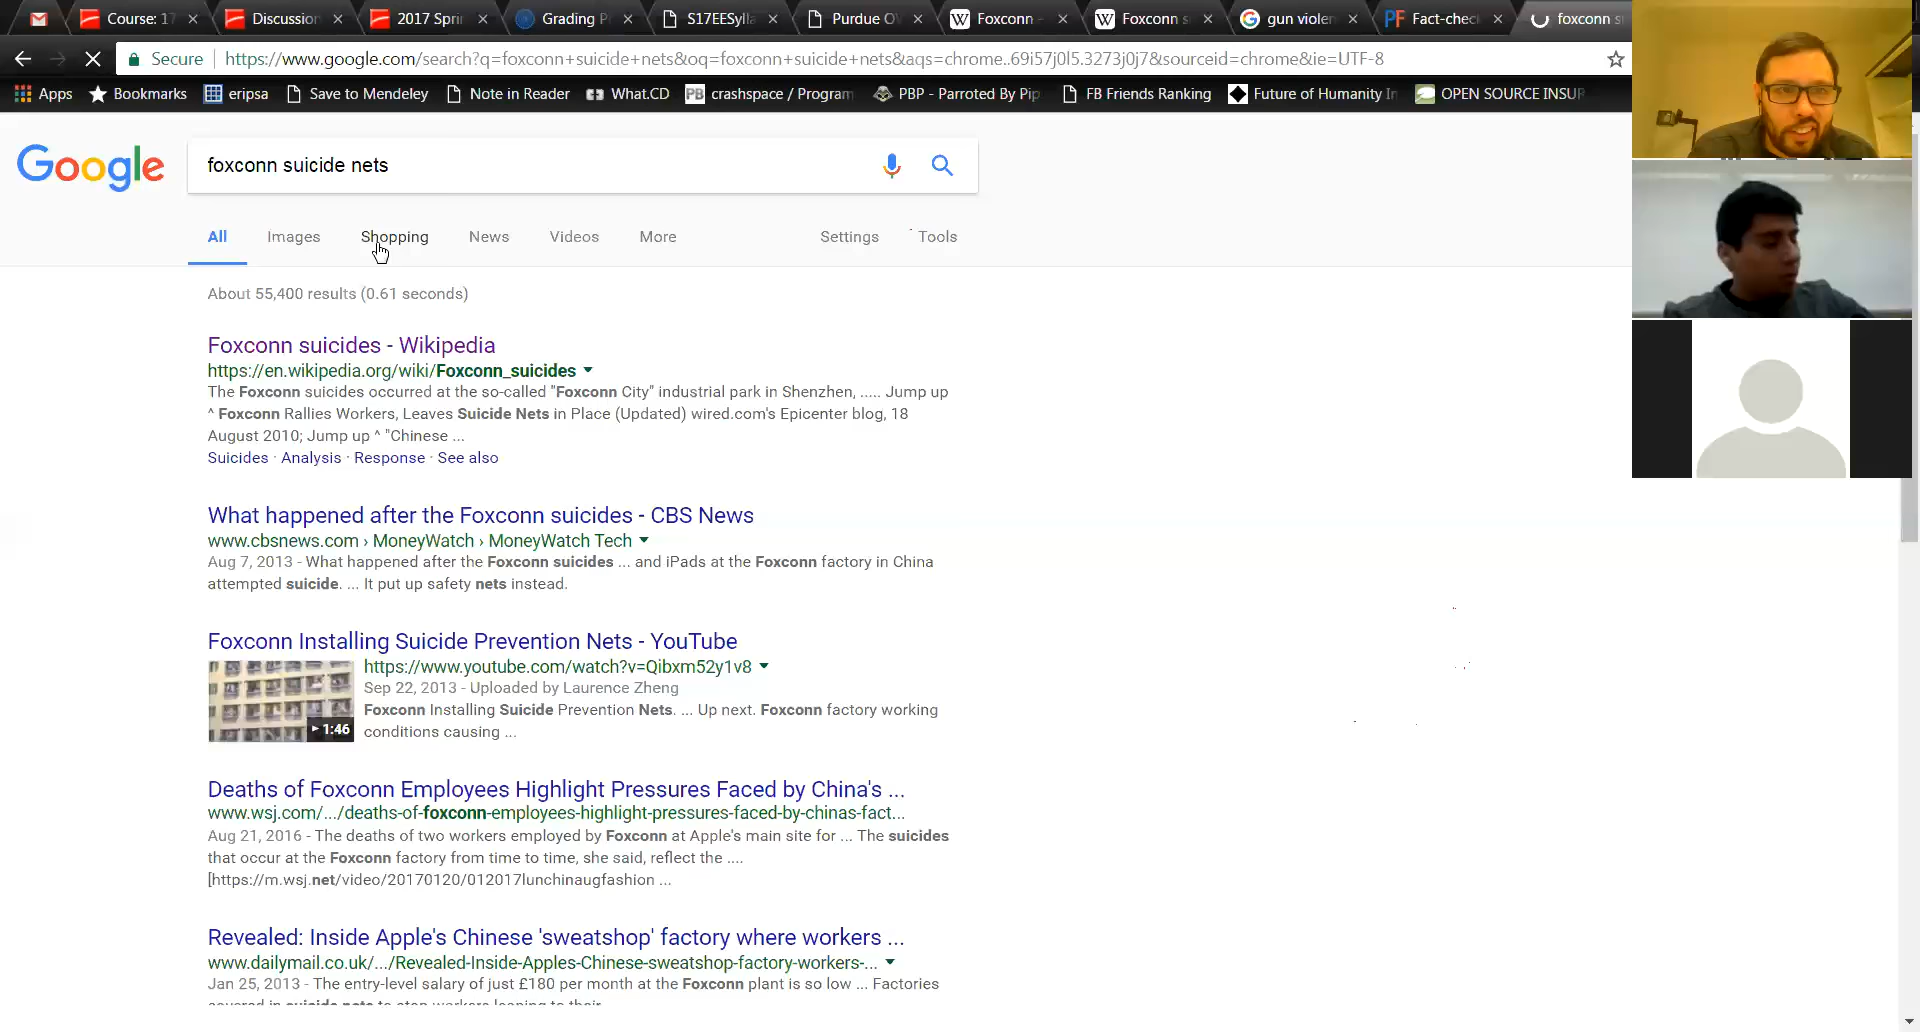 Course: 17
Discussion
2017 Spri
Grading P
S17EESylla
Purdue OW
Foxconn -
Foxconn s
gun violen
Fact-chec
foxconn s
Secure https://www.google.com/search?q=foxconn+suicide+nets&oq=foxconn+suicide+nets&aqs=chrome..69i57j0l5.3273j0j7&sourceid=chrome&ie=UTF-8
Apps Bookmarks eripsa Save to Mendeley Note in Reader What.CD crashspace / Program PBP - Parroted By Pip FB Friends Ranking Future of Humanity In OPEN SOURCE INSUR
Google
foxconn suicide nets
All Images Shopping News Videos More Settings Tools
About 55,400 results (0.61 seconds)
Foxconn suicides - Wikipedia
https://en.wikipedia.org/wiki/Foxconn_suicides
The Foxconn suicides occurred at the so-called "Foxconn City" industrial park in Shenzhen, ..... Jump up
^ Foxconn Rallies Workers, Leaves Suicide Nets in Place (Updated) wired.com's Epicenter blog, 18
August 2010; Jump up ^ "Chinese ...
Suicides · Analysis · Response · See also
What happened after the Foxconn suicides - CBS News
www.cbsnews.com › MoneyWatch › MoneyWatch Tech
Aug 7, 2013 - What happened after the Foxconn suicides ... and iPads at the Foxconn factory in China
attempted suicide. ... It put up safety nets instead.
Foxconn Installing Suicide Prevention Nets - YouTube
https://www.youtube.com/watch?v=Qibxm52y1v8
Sep 22, 2013 - Uploaded by Laurence Zheng
Foxconn Installing Suicide Prevention Nets. ... Up next. Foxconn factory working
conditions causing ...
1:46
Deaths of Foxconn Employees Highlight Pressures Faced by China's ...
www.wsj.com/.../deaths-of-foxconn-employees-highlight-pressures-faced-by-chinas-fact...
Aug 21, 2016 - The deaths of two workers employed by Foxconn at Apple's main site for ... The suicides
that occur at the Foxconn factory from time to time, she said, reflect the ....
[https://m.wsj.net/video/20170120/012017lunchinaugfashion ...
Revealed: Inside Apple's Chinese 'sweatshop' factory where workers ...
www.dailymail.co.uk/.../Revealed-Inside-Apples-Chinese-sweatshop-factory-workers-...
Jan 25, 2013 - The entry-level salary of just £180 per month at the Foxconn plant is so low ... Factories